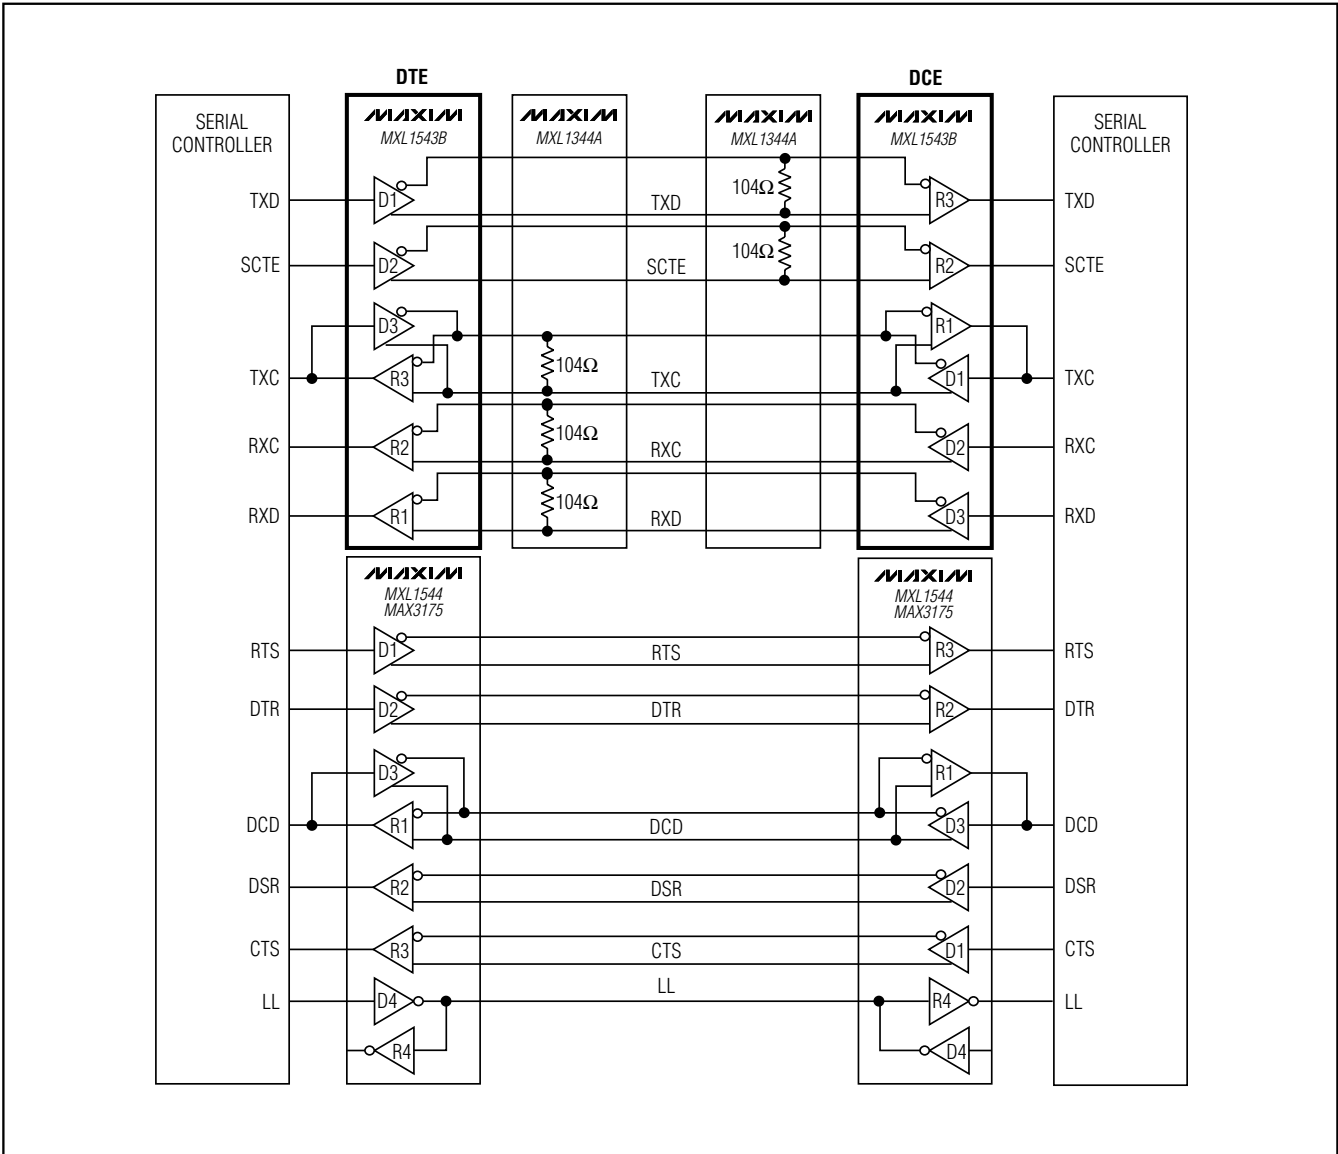 DTE
DCE
SERIAL
CONTROLLER
MAXIM
MXL1543B
MAXIM
MXL1344A
MAXIM
MXL1344A
MAXIM
MXL1543B
SERIAL
CONTROLLER
TXD
D1
TXD
104Ω
R3
TXD
SCTE
D2
SCTE
104Ω
R2
SCTE
D3
R1
TXC
R3
104Ω
TXC
D1
TXC
RXC
R2
104Ω
RXC
D2
RXC
RXD
R1
104Ω
RXD
D3
RXD
MAXIM
MXL1544
MAX3175
MAXIM
MXL1544
MAX3175
RTS
D1
RTS
R3
RTS
DTR
D2
DTR
R2
DTR
D3
R1
DCD
R1
DCD
D3
DCD
DSR
R2
DSR
D2
DSR
CTS
R3
CTS
D1
CTS
LL
D4
LL
R4
LL
R4
D4